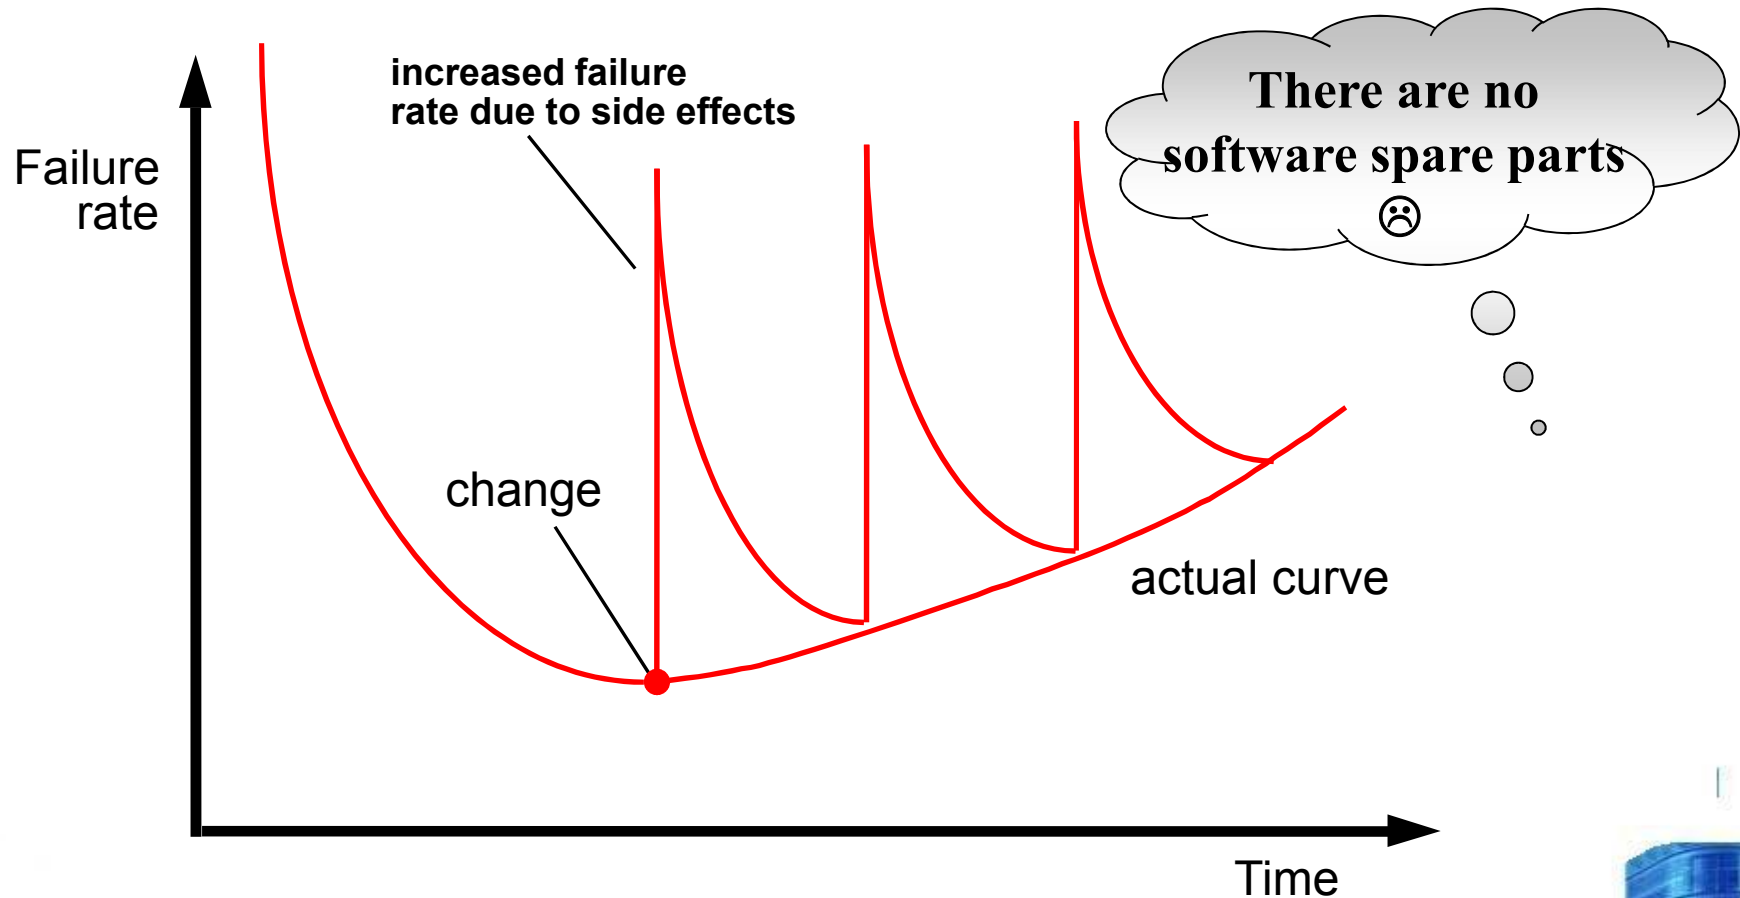 increased failure
rate due to side effects
There are no
software spare parts
☹
Failure
rate
change
actual curve
Time